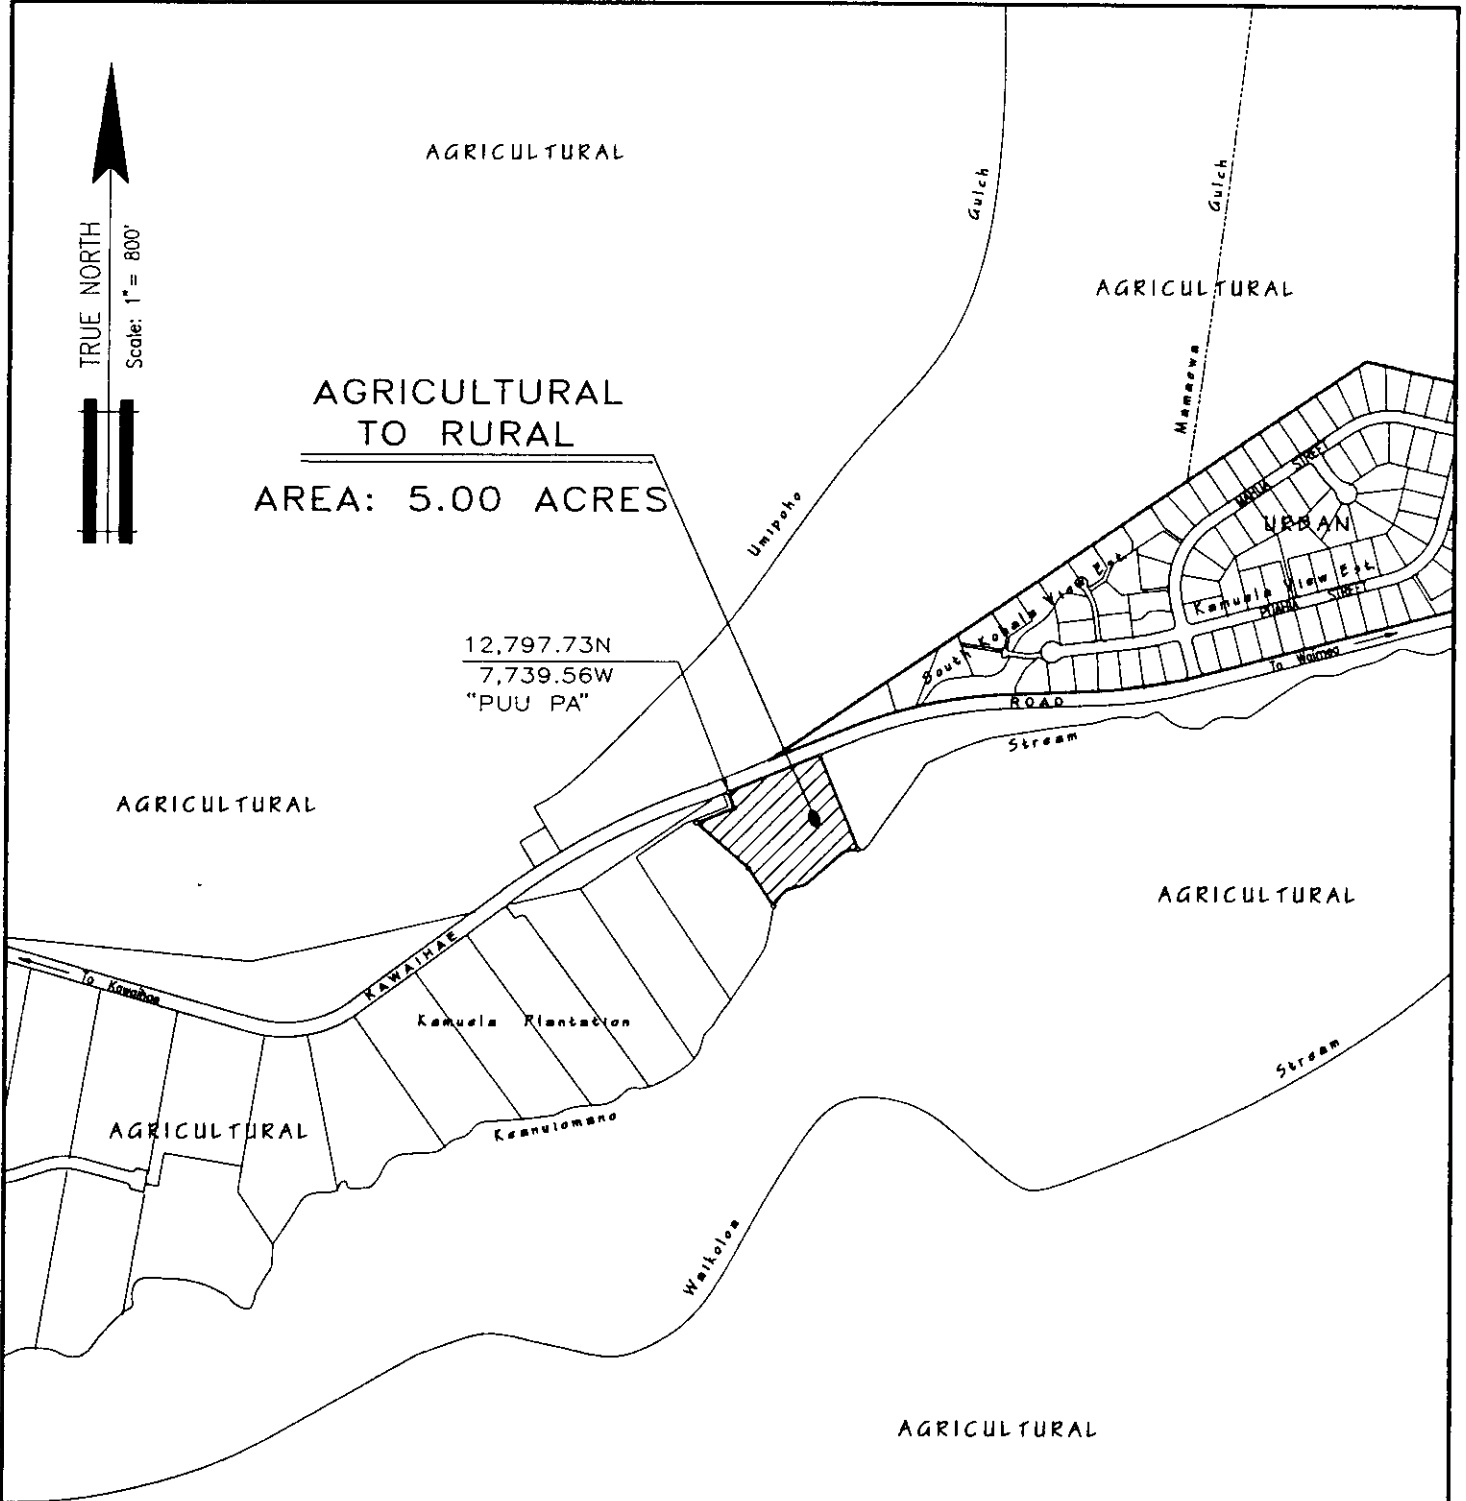 AGRICULTURAL
Gulch
Gulch
TRUE NORTH
Scale: 1" = 800'
AGRICULTURAL
Mamaewa
AGRICULTURAL
TO RURAL
AREA: 5.00 ACRES
Umipoho
MAHUA STREET
URBAN
South Kohala View Est.
Kamuela View Est.
PUAHIA STREET
12,797.73N
7,739.56W
"PUU PA"
To Waimea
ROAD
Stream
AGRICULTURAL
AGRICULTURAL
KAWAIHAE
To Kawaihae
Kamuela Plantation
Stream
AGRICULTURAL
Keanuiomano
Waikoloa
AGRICULTURAL